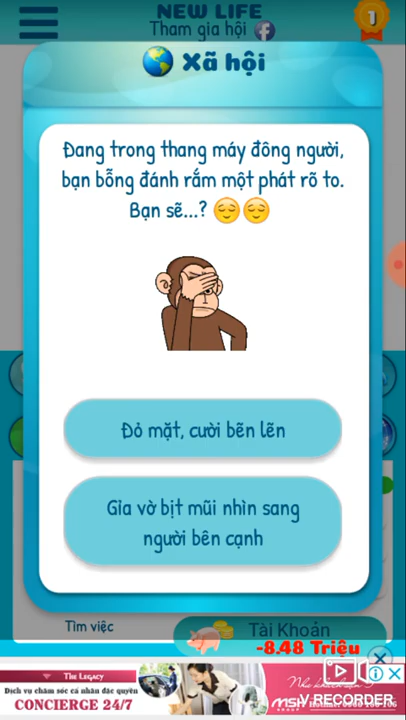 NEW LIFE
Tham gia hội
1
Xã hội
Đang trong thang máy đông người,
bạn bỗng đánh rắm một phát rõ to.
Bạn sẽ...?
Đỏ mặt, cười bẽn lẽn
Gia vờ bịt mũi nhìn sang
người bên cạnh
Tìm việc
Tài Khoản
-8.48 Triệu
The Legacy
Dịch vụ chăm sóc cá nhân đặc quyền
CONCIERGE 24/7
MSH
V.RECORDER